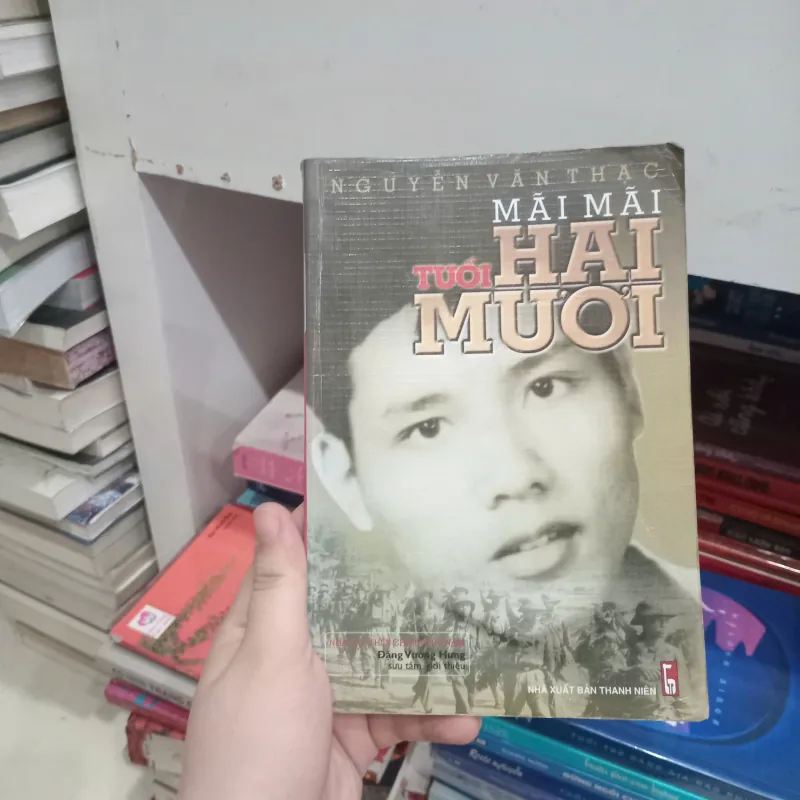 NGUYỄN VĂN THẠC
MÃI MÃI
TUỔI HAI
MƯƠI
Đặng Vương Hưng
sưu tầm, giới thiệu
NHÀ XUẤT BẢN THANH NIÊN